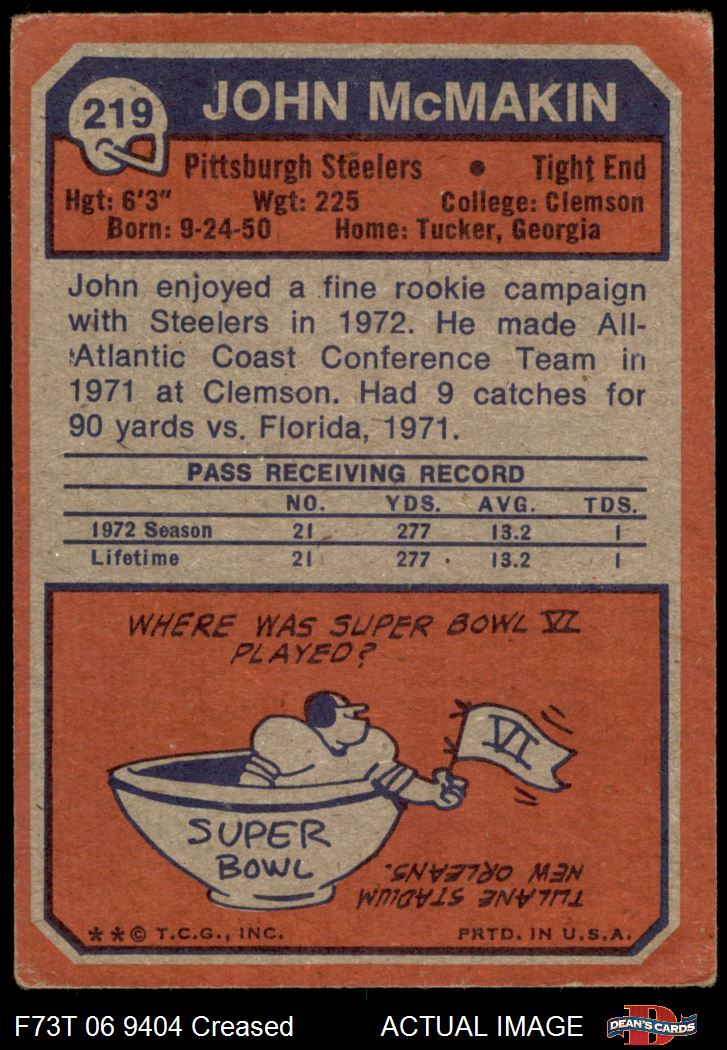 219
JOHN McMAKIN
Pittsburgh Steelers • Tight End
Hgt: 6'3" Wgt: 225 College: Clemson
Born: 9-24-50 Home: Tucker, Georgia
John enjoyed a fine rookie campaign
with Steelers in 1972. He made All-
Atlantic Coast Conference Team in
1971 at Clemson. Had 9 catches for
90 yards vs. Florida, 1971.
PASS RECEIVING RECORD
NO. YDS. AVG. TDS.
1972 Season 21 277 13.2 1
Lifetime 21 277 13.2 1
WHERE WAS SUPER BOWL VI
PLAYED?
VI
SUPER
BOWL
TULANE STADIUM
NEW ORLEANS.
**© T.C.G., INC. PRTD. IN U.S.A.
F73T 06 9404 Creased ACTUAL IMAGE
D
DEAN'S CARDS